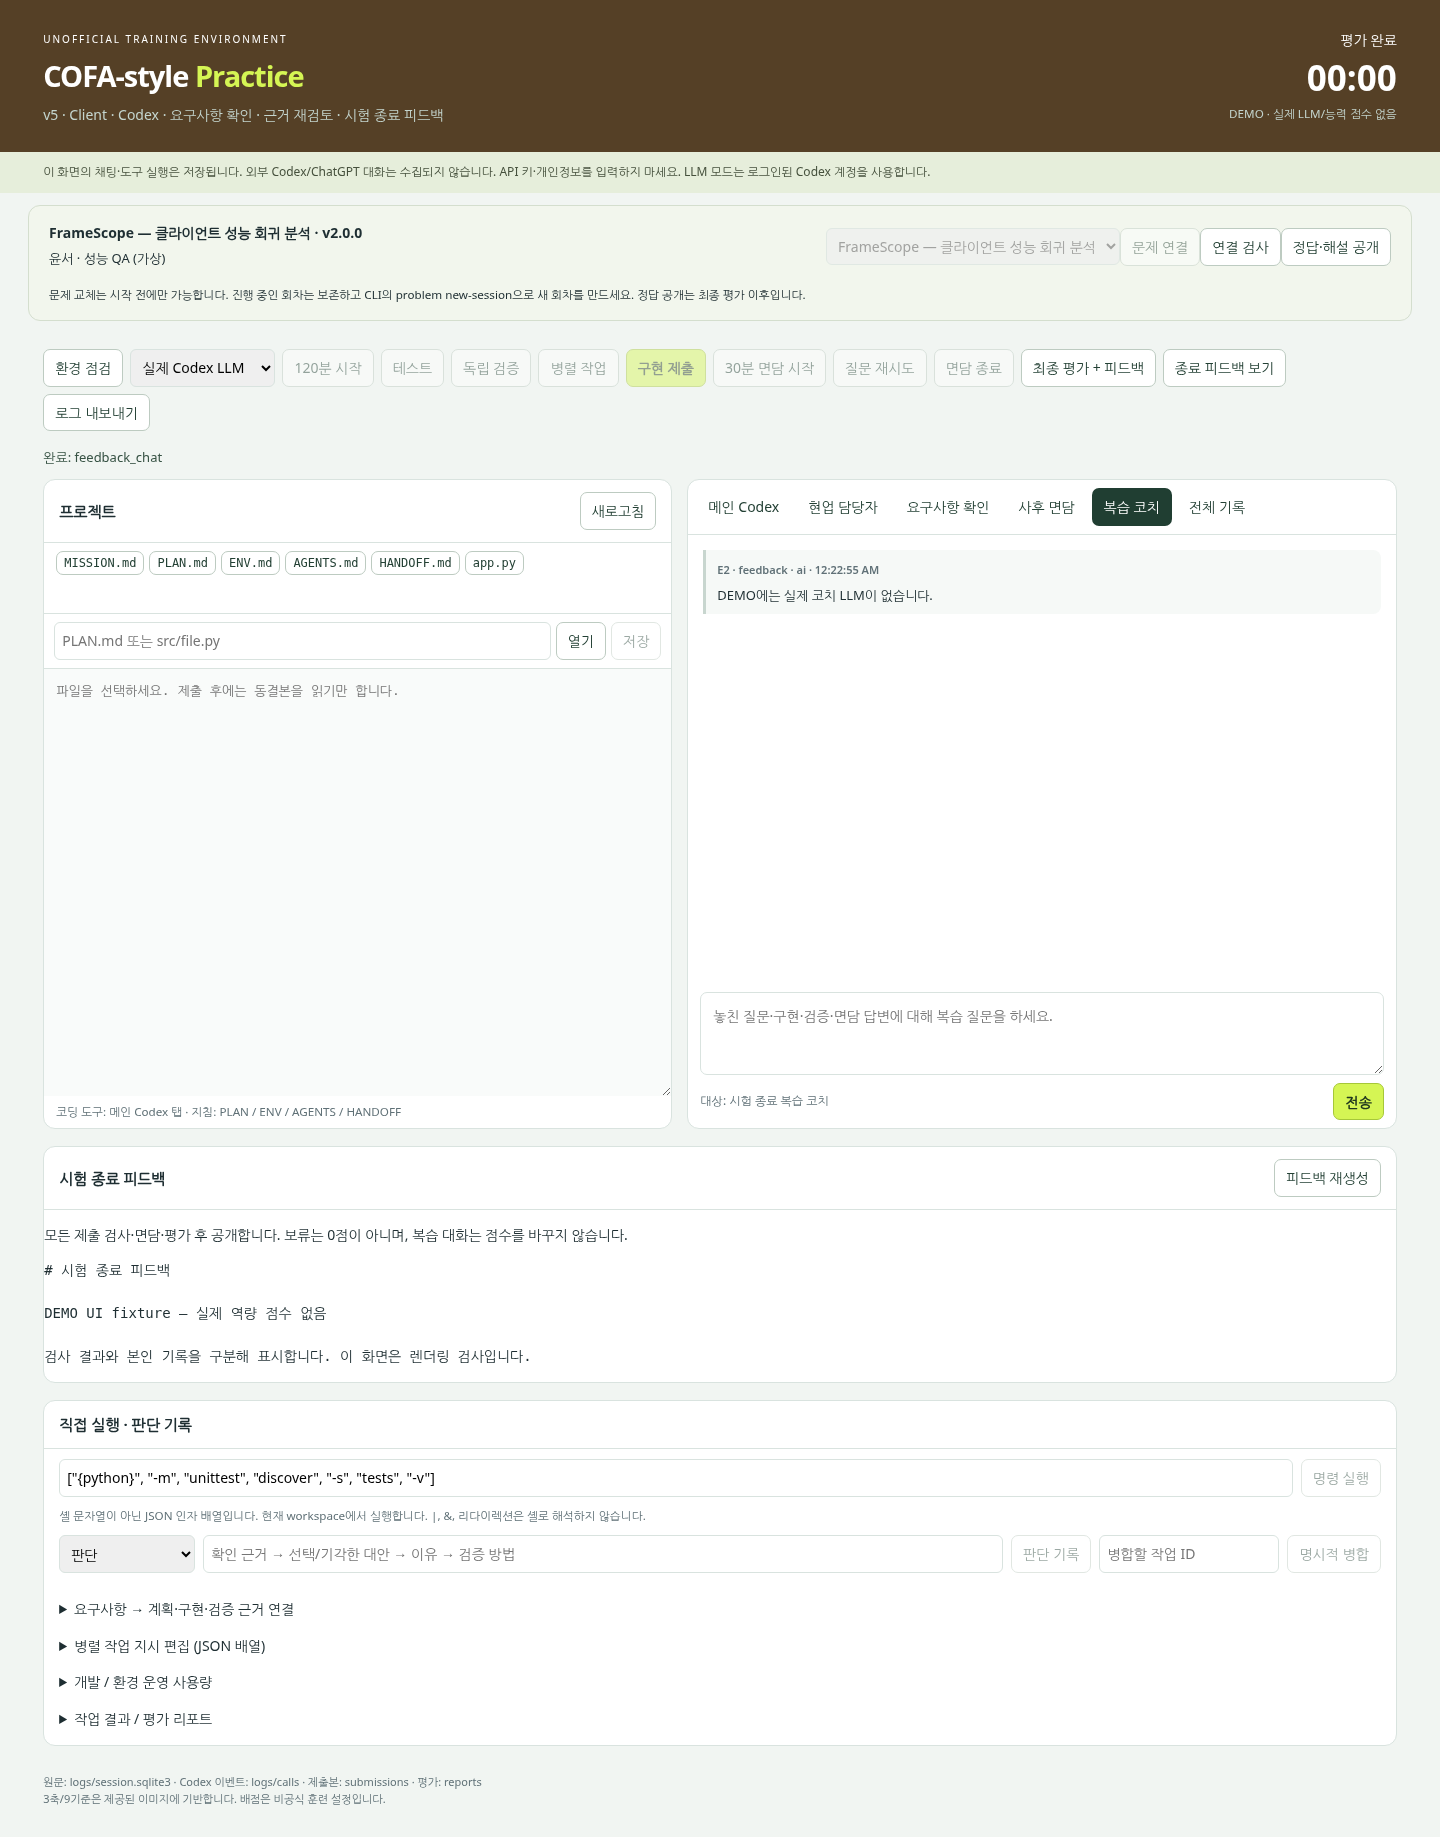 UNOFFICIAL TRAINING ENVIRONMENT
COFA-style Practice
v5 · Client · Codex · 요구사항 확인 · 근거 재검토 · 시험 종료 피드백
평가 완료
00:00
DEMO · 실제 LLM/능력 점수 없음
이 화면의 채팅·도구 실행은 저장됩니다. 외부 Codex/ChatGPT 대화는 수집되지 않습니다. API 키·개인정보를 입력하지 마세요. LLM 모드는 로그인된 Codex 계정을 사용합니다.
FrameScope — 클라이언트 성능 회귀 분석 · v2.0.0
윤서 · 성능 QA (가상)
FrameScope — 클라이언트 성능 회귀 분석 문제 연결 연결 검사 정답·해설 공개
문제 교체는 시작 전에만 가능합니다. 진행 중인 회차는 보존하고 CLI의 problem new-session으로 새 회차를 만드세요. 정답 공개는 최종 평가 이후입니다.
환경 점검 실제 Codex LLM 120분 시작 테스트 독립 검증 병렬 작업 구현 제출 30분 면담 시작 질문 재시도 면담 종료 최종 평가 + 피드백 종료 피드백 보기
로그 내보내기
완료: feedback_chat
프로젝트 새로고침
MISSION.md PLAN.md ENV.md AGENTS.md HANDOFF.md app.py
PLAN.md 또는 src/file.py 열기 저장
파일을 선택하세요. 제출 후에는 동결본을 읽기만 합니다.
코딩 도구: 메인 Codex 탭 · 지침: PLAN / ENV / AGENTS / HANDOFF
메인 Codex 현업 담당자 요구사항 확인 사후 면담 복습 코치 전체 기록
E2 · feedback · ai · 12:22:55 AM
DEMO에는 실제 코치 LLM이 없습니다.
놓친 질문·구현·검증·면담 답변에 대해 복습 질문을 하세요.
대상: 시험 종료 복습 코치 전송
시험 종료 피드백 피드백 재생성
모든 제출 검사·면담·평가 후 공개합니다. 보류는 0점이 아니며, 복습 대화는 점수를 바꾸지 않습니다.
# 시험 종료 피드백
DEMO UI fixture — 실제 역량 점수 없음
검사 결과와 본인 기록을 구분해 표시합니다. 이 화면은 렌더링 검사입니다.
직접 실행 · 판단 기록
["{python}", "-m", "unittest", "discover", "-s", "tests", "-v"] 명령 실행
셸 문자열이 아닌 JSON 인자 배열입니다. 현재 workspace에서 실행합니다. |, &, 리다이렉션은 셸로 해석하지 않습니다.
판단 확인 근거 → 선택/기각한 대안 → 이유 → 검증 방법 판단 기록 병합할 작업 ID 명시적 병합
▶ 요구사항 → 계획·구현·검증 근거 연결
▶ 병렬 작업 지시 편집 (JSON 배열)
▶ 개발 / 환경 운영 사용량
▶ 작업 결과 / 평가 리포트
원문: logs/session.sqlite3 · Codex 이벤트: logs/calls · 제출본: submissions · 평가: reports
3축/9기준은 제공된 이미지에 기반합니다. 배점은 비공식 훈련 설정입니다.